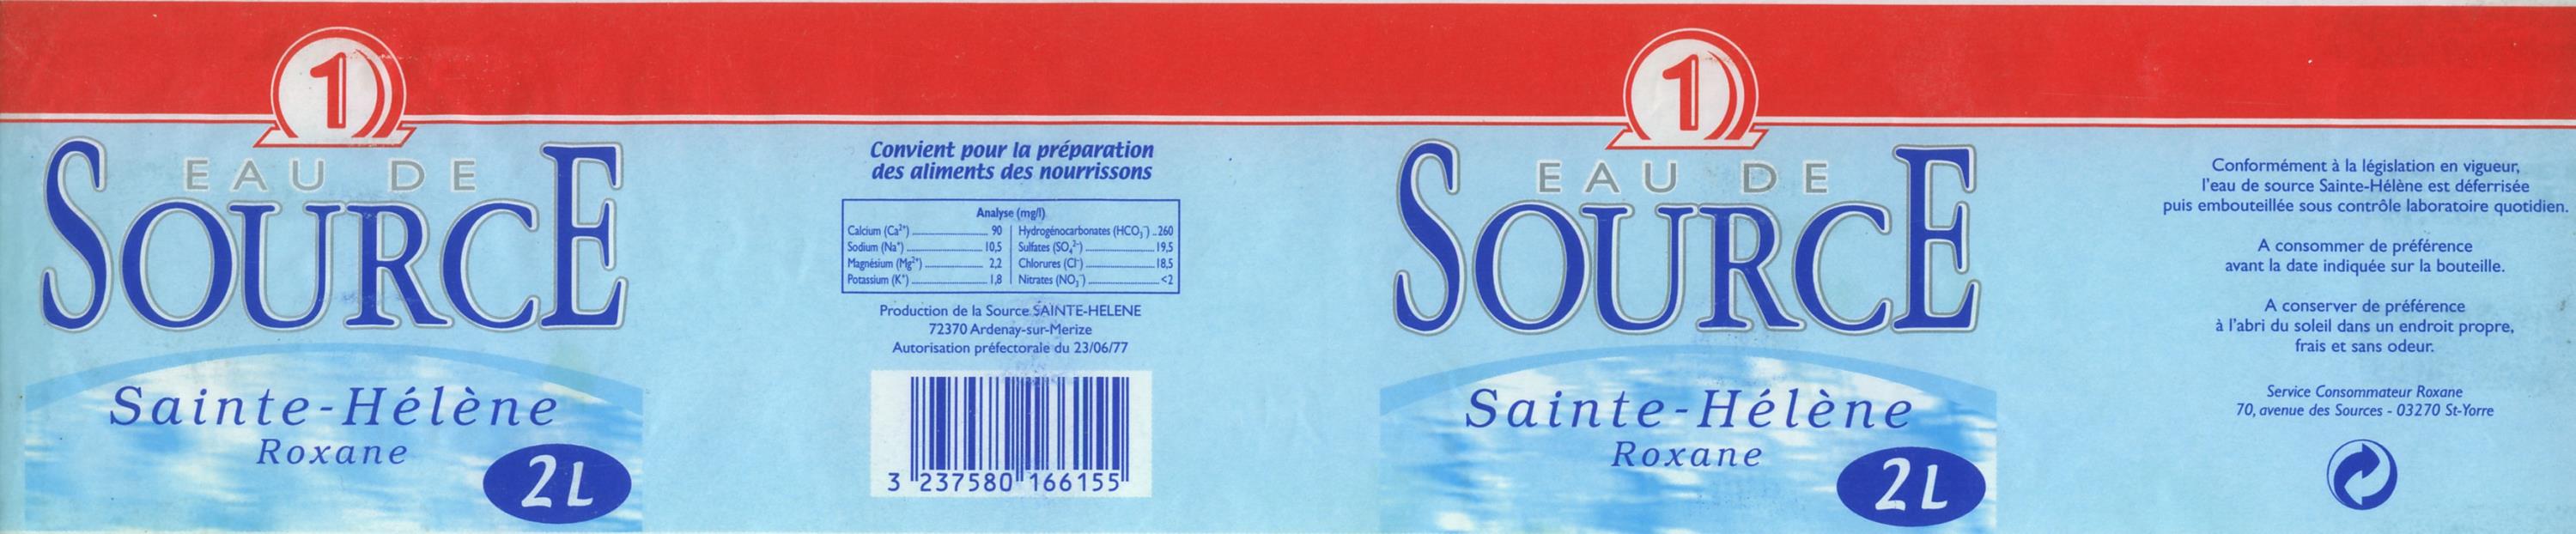 1
EAU DE
SOURCE
Sainte-Hélène
Roxane
2L
Convient pour la préparation
des aliments des nourrissons
Analyse (mg/l)
Calcium (Ca²⁺) 90 | Hydrogénocarbonates (HCO₃⁻) 260
Sodium (Na⁺) 10,5 | Sulfates (SO₄²⁻) 19,5
Magnésium (Mg²⁺) 2,2 | Chlorures (Cl⁻) 18,5
Potassium (K⁺) 1,8 | Nitrates (NO₃⁻) <2
Production de la Source SAINTE-HELENE
72370 Ardenay-sur-Merize
Autorisation préfectorale du 23/06/77
3 237580 166155
1
EAU DE
SOURCE
Sainte-Hélène
Roxane
2L
Conformément à la législation en vigueur,
l'eau de source Sainte-Hélène est déferrisée
puis embouteillée sous contrôle laboratoire quotidien.
A consommer de préférence
avant la date indiquée sur la bouteille.
A conserver de préférence
à l'abri du soleil dans un endroit propre,
frais et sans odeur.
Service Consommateur Roxane
70, avenue des Sources - 03270 St-Yorre